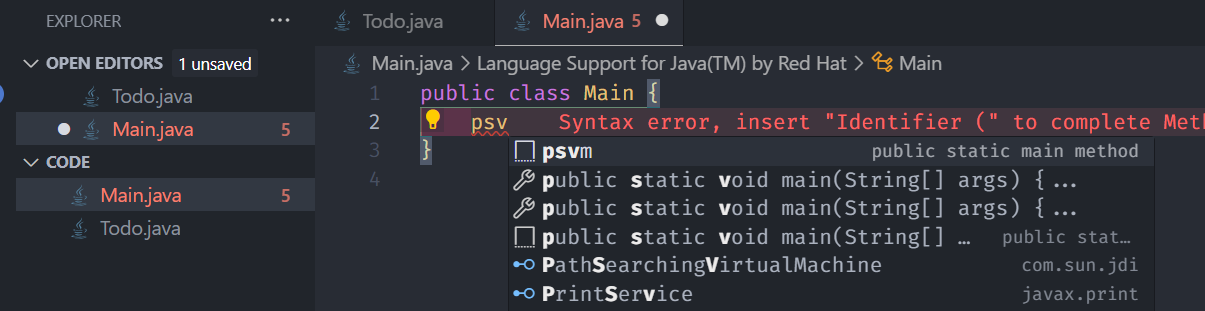 EXPLORER ···
OPEN EDITORS 1 unsaved
Todo.java
Main.java 5
CODE
Main.java 5
Todo.java
Todo.java Main.java 5
Main.java > Language Support for Java(TM) by Red Hat > Main
1 public class Main {
2 psv Syntax error, insert "Identifier (" to complete Met
3 }
4
psvm public static main method
public static void main(String[] args) {...
public static void main(String[] args) {...
public static void main(String[] … public stat…
PathSearchingVirtualMachine com.sun.jdi
PrintService javax.print